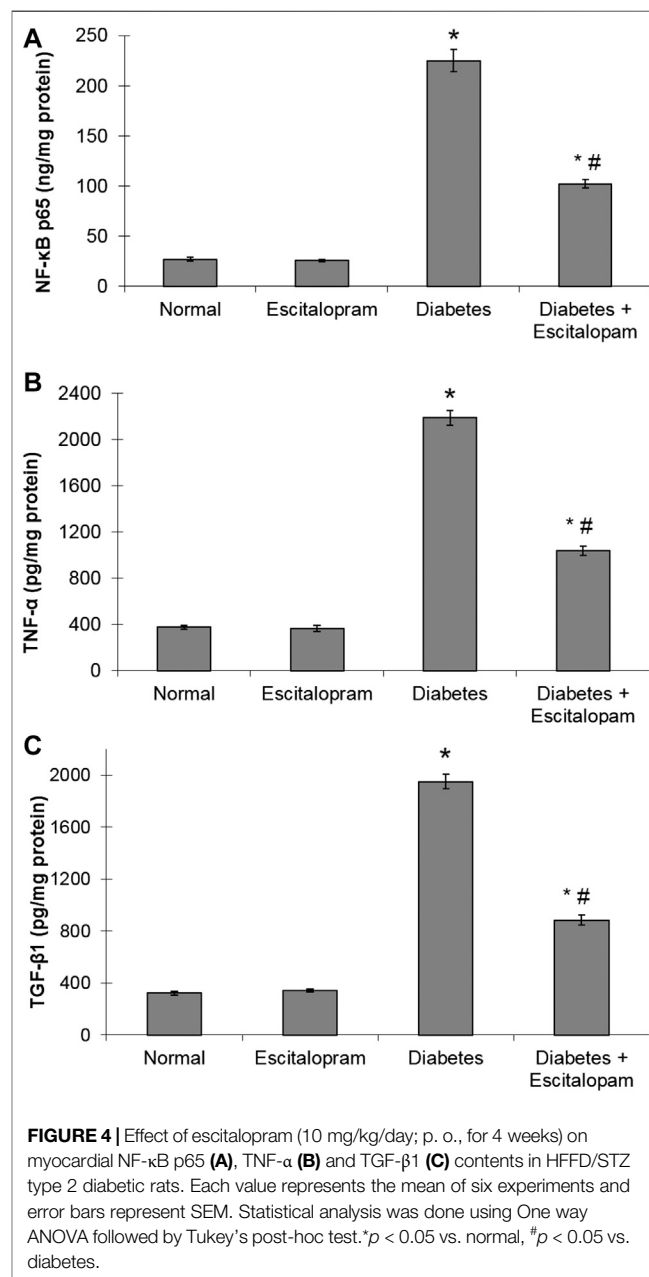 A
NF-κB p65 (ng/mg protein)
250
200
150
100
50
0
*
* #
Normal
Escitalopram
Diabetes
Diabetes +
Escitalopam
B
TNF-α (pg/mg protein)
2400
2000
1600
1200
800
400
0
*
* #
Normal
Escitalopram
Diabetes
Diabetes +
Escitalopam
C
TGF-β1 (pg/mg protein)
2000
1600
1200
800
400
0
*
* #
Normal
Escitalopram
Diabetes
Diabetes +
Escitalopam
FIGURE 4 | Effect of escitalopram (10 mg/kg/day; p. o., for 4 weeks) on
myocardial NF-κB p65 (A), TNF-α (B) and TGF-β1 (C) contents in HFFD/STZ
type 2 diabetic rats. Each value represents the mean of six experiments and
error bars represent SEM. Statistical analysis was done using One way
ANOVA followed by Tukey's post-hoc test.*p < 0.05 vs. normal, #p < 0.05 vs.
diabetes.